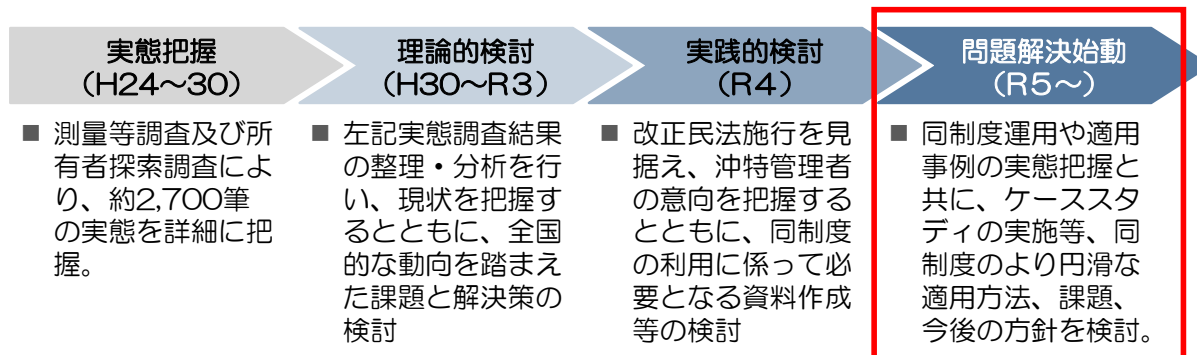 実態把握
（H24～30）
■ 測量等調査及び所
有者探索調査によ
り、約2,700筆
の実態を詳細に把
握。
理論的検討
（H30～R3）
■ 左記実態調査結果
の整理・分析を行
い、現状を把握す
るとともに、全国
的な動向を踏まえ
た課題と解決策の
検討
実践的検討
（R4）
■ 改正民法施行を見
据え、沖特管理者
の意向を把握する
とともに、同制度
の利用に係って必
要となる資料作成
等の検討
問題解決始動
（R5～）
■ 同制度運用や適用
事例の実態把握と
共に、ケーススタ
ディの実施等、同
制度のより円滑な
適用方法、課題、
今後の方針を検討。